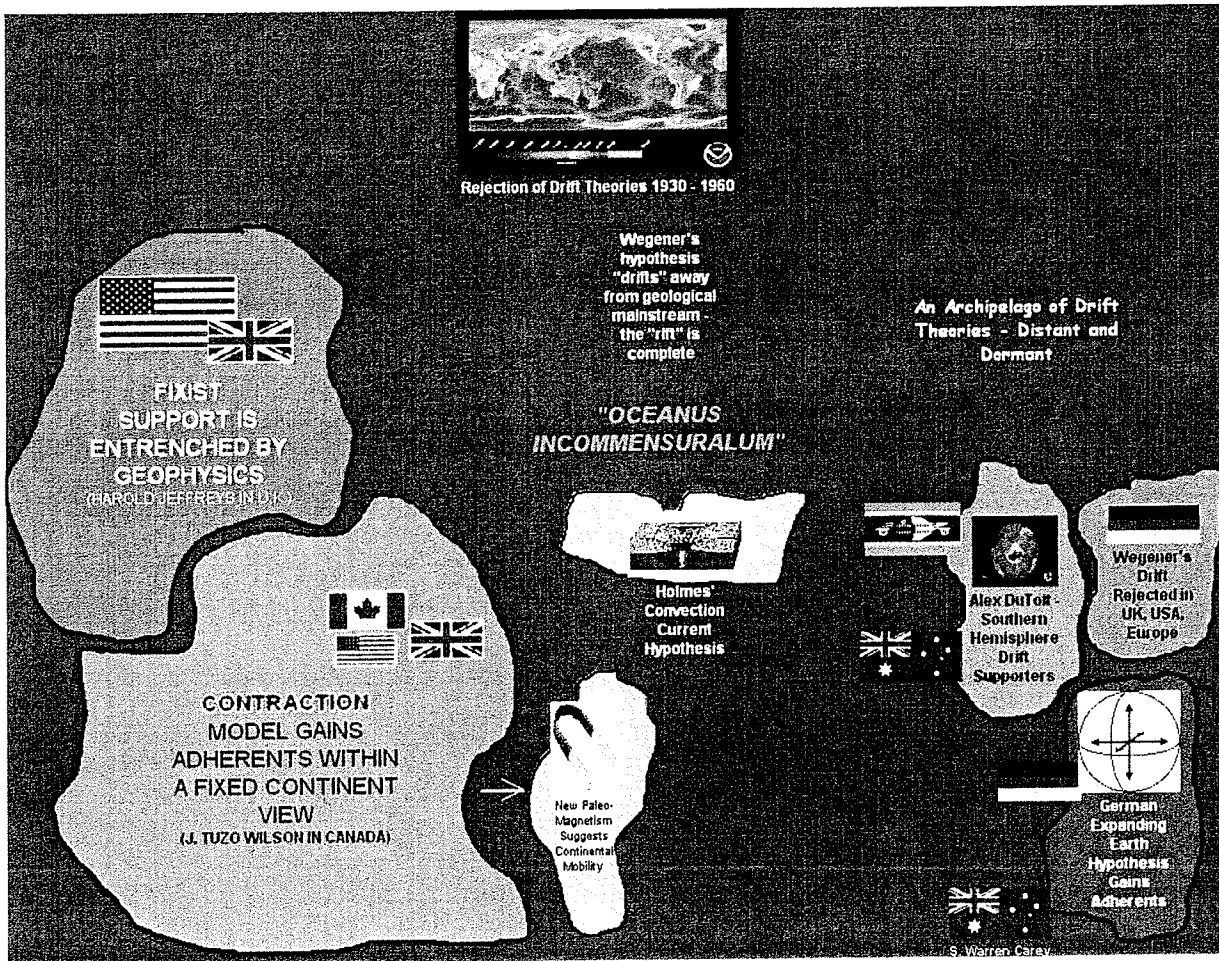 Rejection of Drift Theories 1930 - 1960
Wegener's
hypothesis
"drifts" away
from geological
mainstream -
the "rift" is
complete
An Archipelago of Drift
Theories - Distant and
Dormant
FIXIST
SUPPORT IS
ENTRENCHED BY
GEOPHYSICS
(HAROLD JEFFREYS IN U.K.)
"OCEANUS
INCOMMENSURALUM"
Holmes'
Convection
Current
Hypothesis
Alex DuToit -
Southern
Hemisphere
Drift
Supporters
Wegener's
Drift
Rejected in
UK, USA,
Europe
CONTRACTION
MODEL GAINS
ADHERENTS WITHIN
A FIXED CONTINENT
VIEW
(J. TUZO WILSON IN CANADA)
New Paleo-
Magnetism
Suggests
Continental
Mobility
German
Expanding
Earth
Hypothesis
Gains
Adherents
S. Warren Carey